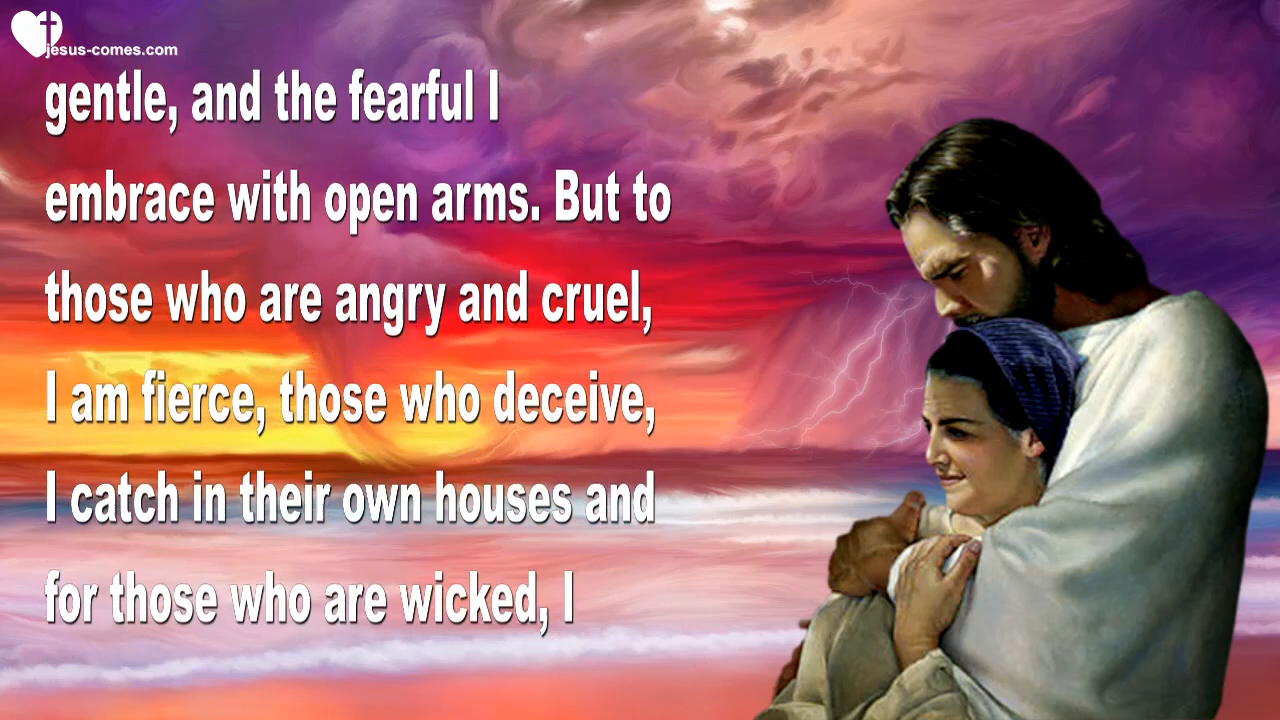 jesus-comes.com
gentle, and the fearful I
embrace with open arms. But to
those who are angry and cruel,
I am fierce, those who deceive,
I catch in their own houses and
for those who are wicked, I